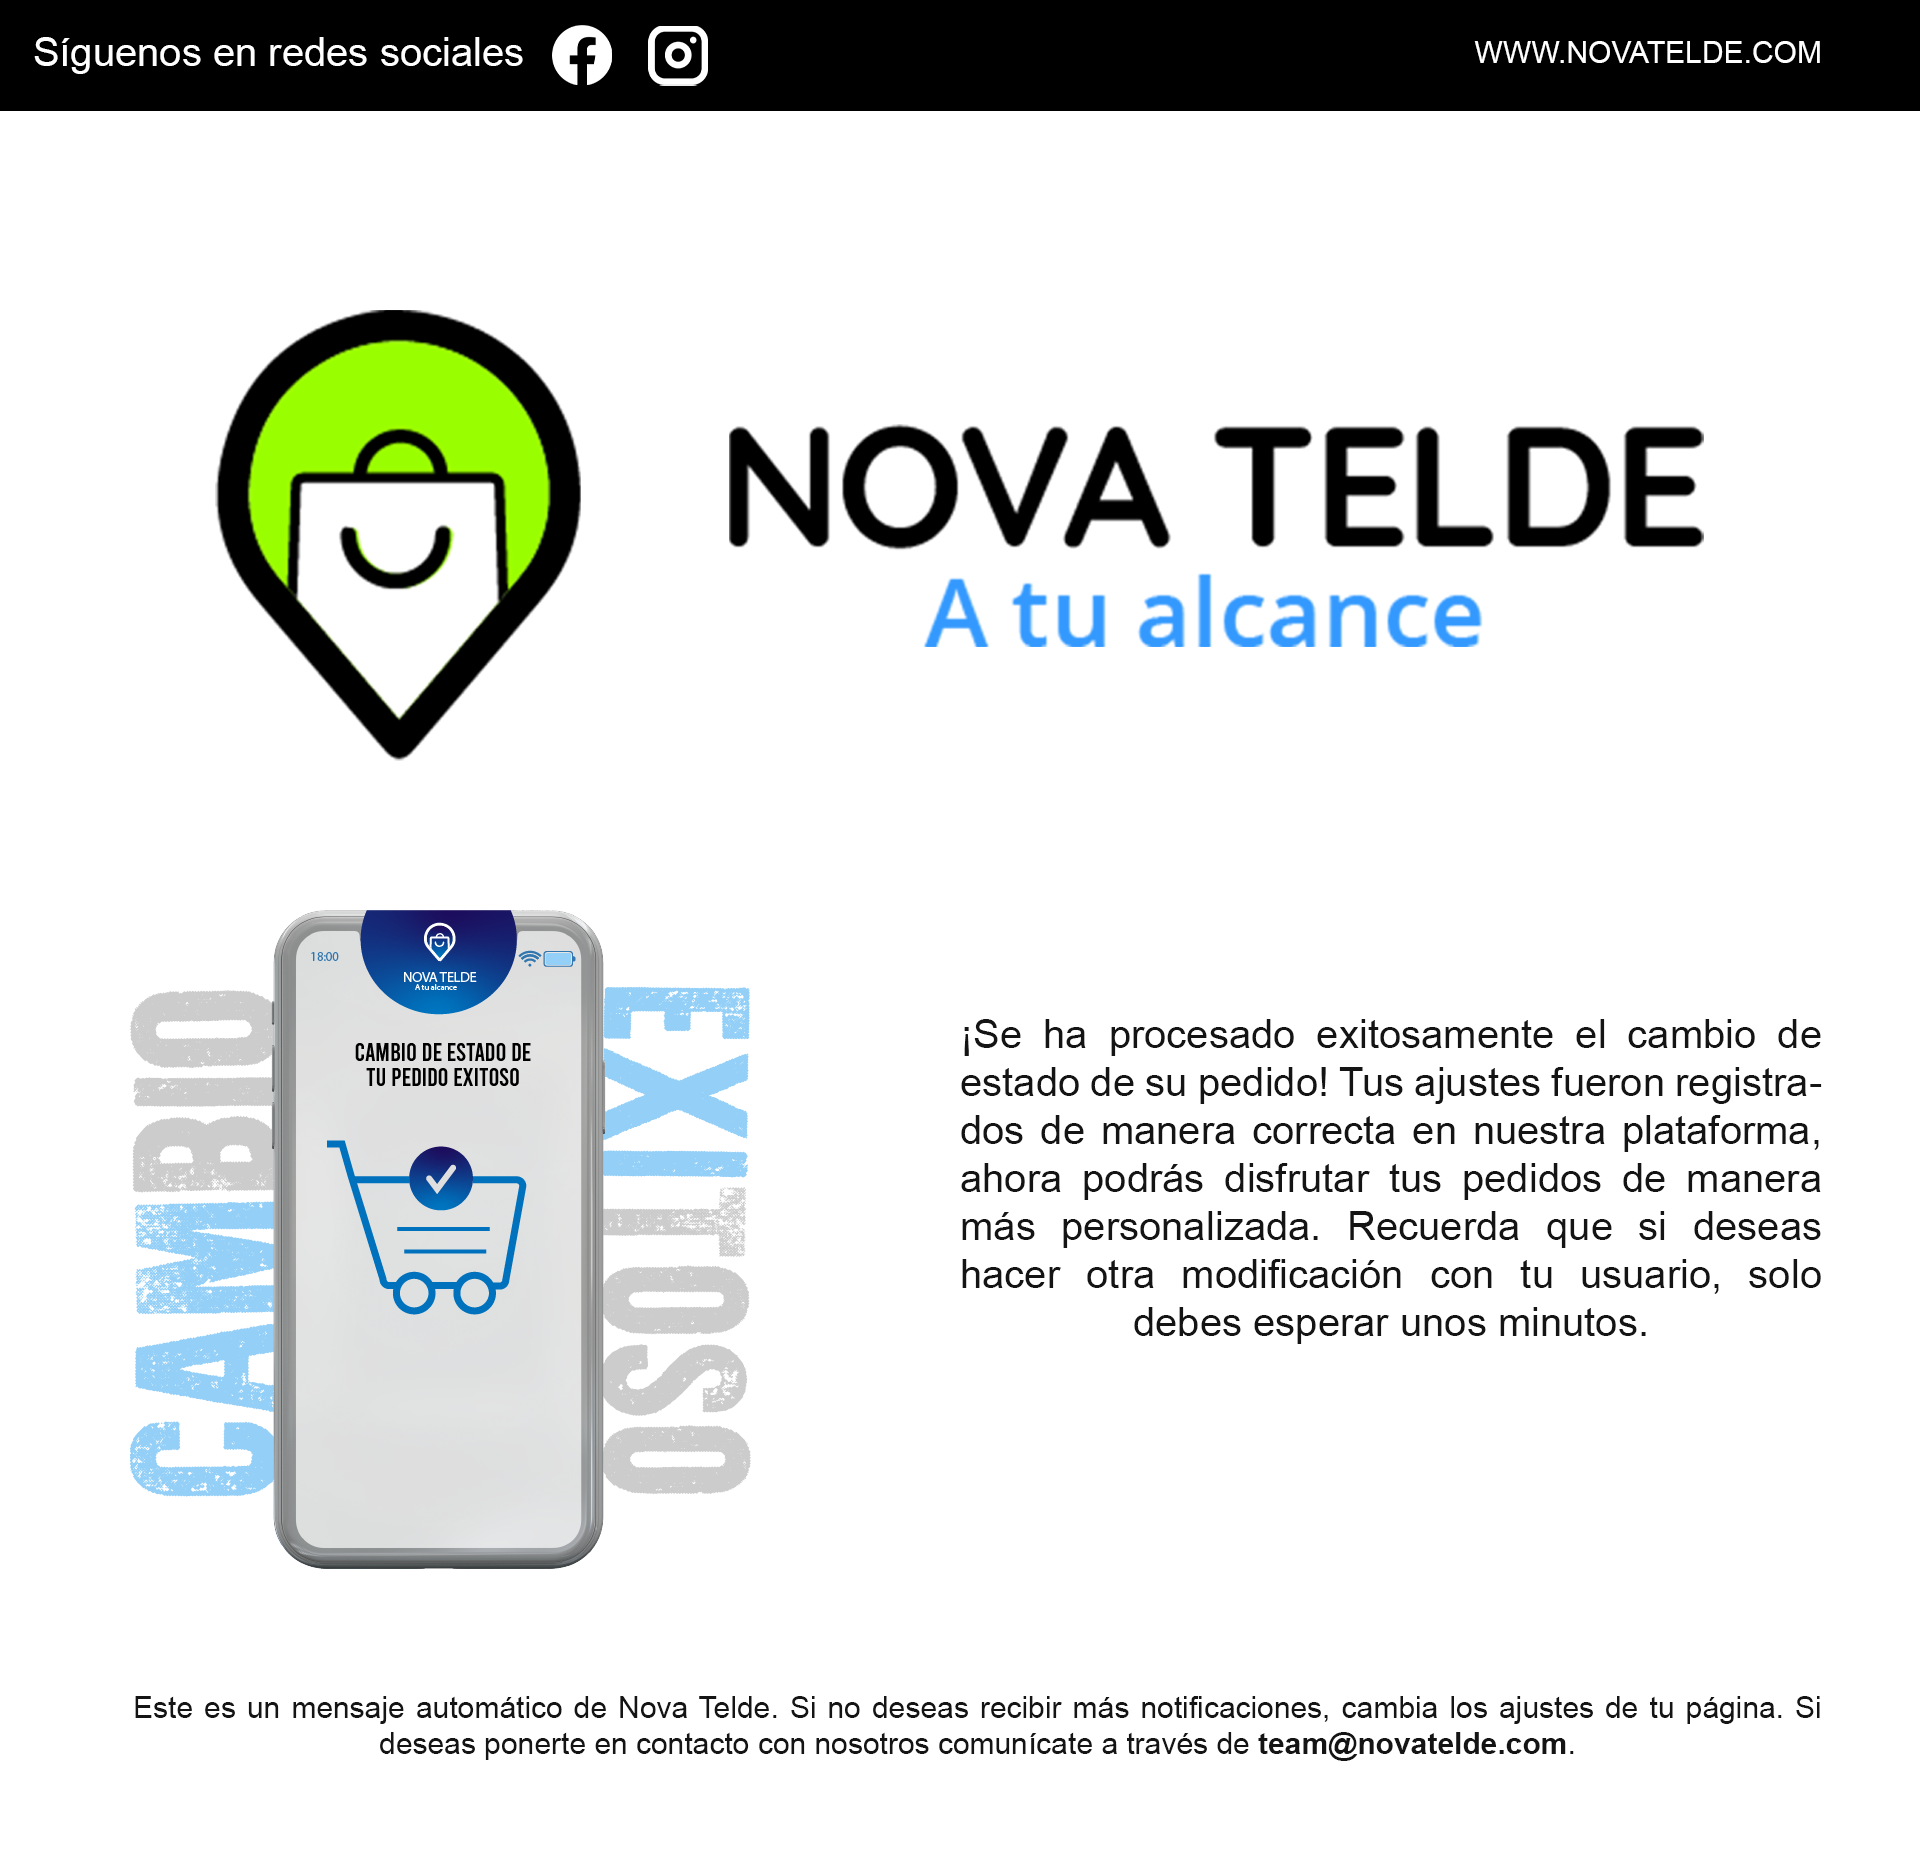 Síguenos en redes sociales
WWW.NOVATELDE.COM
NOVA TELDE
A tu alcance
CAMBIO
18:00
NOVA TELDE
A tu alcance
CAMBIO DE ESTADO DE
TU PEDIDO EXITOSO
EXITOSO
¡Se ha procesado exitosamente el cambio de
estado de su pedido! Tus ajustes fueron registra-
dos de manera correcta en nuestra plataforma,
ahora podrás disfrutar tus pedidos de manera
más personalizada. Recuerda que si deseas
hacer otra modificación con tu usuario, solo
debes esperar unos minutos.
Este es un mensaje automático de Nova Telde. Si no deseas recibir más notificaciones, cambia los ajustes de tu página. Si
deseas ponerte en contacto con nosotros comunícate a través de team@novatelde.com.